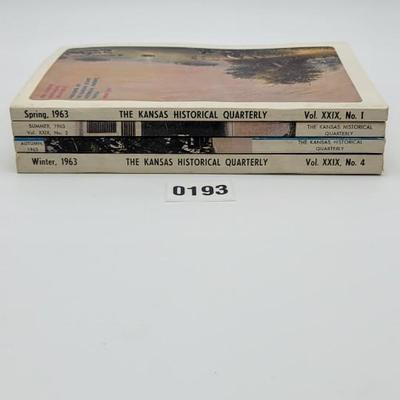 Spring, 1963 THE KANSAS HISTORICAL QUARTERLY Vol. XXIX, No. 1
SUMMER, 1963 THE KANSAS HISTORICAL
Vol. XXIX, No. 2 QUARTERLY
AUTUMN, THE KANSAS HISTORICAL
1963 QUARTERLY
Winter, 1963 THE KANSAS HISTORICAL QUARTERLY Vol. XXIX, No. 4
0193